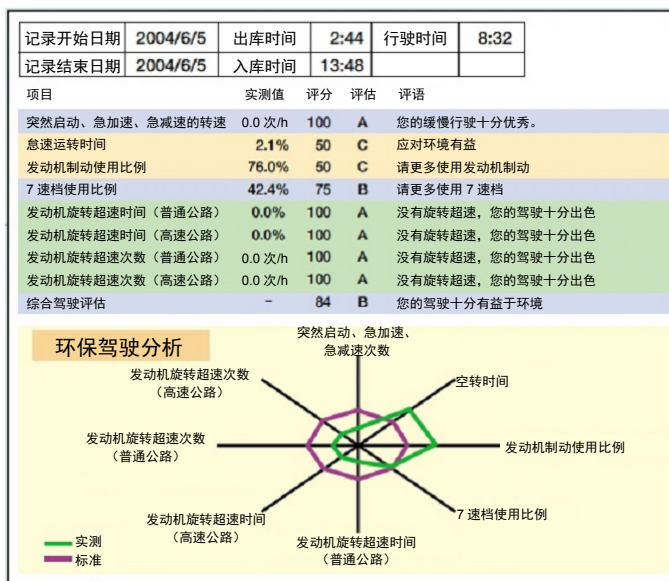 记录开始日期 2004/6/5 出库时间 2:44 行驶时间 8:32
记录结束日期 2004/6/5 入库时间 13:48
项目 实测值 评分 评估 评语
突然启动、急加速、急减速的转速 0.0 次/h 100 A 您的缓慢行驶十分优秀。
怠速运转时间 2.1% 50 C 应对环境有益
发动机制动使用比例 76.0% 50 C 请更多使用发动机制动
7 速档使用比例 42.4% 75 B 请更多使用 7 速档
发动机旋转超速时间（普通公路） 0.0% 100 A 没有旋转超速，您的驾驶十分出色
发动机旋转超速时间（高速公路） 0.0% 100 A 没有旋转超速，您的驾驶十分出色
发动机旋转超速次数（普通公路） 0.0 次/h 100 A 没有旋转超速，您的驾驶十分出色
发动机旋转超速次数（高速公路） 0.0 次/h 100 A 没有旋转超速，您的驾驶十分出色
综合驾驶评估 – 84 B 您的驾驶十分有益于环境
环保驾驶分析
突然启动、急加速、
急减速次数
空转时间
发动机制动使用比例
7 速档使用比例
发动机旋转超速时间
（普通公路）
发动机旋转超速时间
（高速公路）
发动机旋转超速次数
（普通公路）
发动机旋转超速次数
（高速公路）
实测
标准